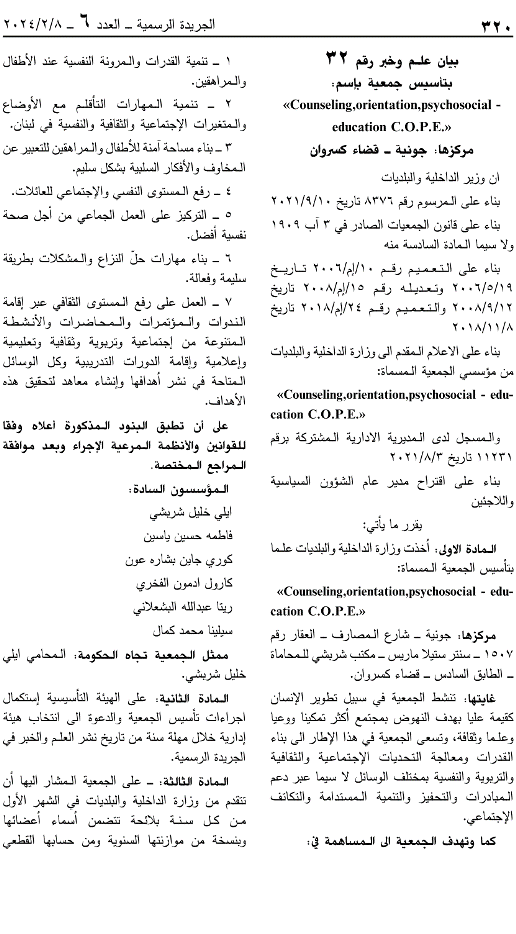 ٣٢٠
الجريدة الرسمية ـ العدد ٦ ـ ٢٠٢٤/٢/٨
بيان علـم وخبر رقم ٣٢
بتأسيس جمعية بإسم:
«Counseling,orientation,psychosocial -
education C.O.P.E.»
مركزها: جونية ـ قضاء كسروان
ان وزير الداخلية والبلديات
بناء على المرسوم رقم ٨٣٧٦ تاريخ ٢٠٢١/٩/١٠
بناء على قانون الجمعيات الصادر في ٣ آب ١٩٠٩
ولا سيما المادة السادسة منه
بناء على التعميم رقم ١٠/إم/٢٠٠٦ تاريخ
٢٠٠٦/٥/١٩ وتعديله رقم ١٥/إم/٢٠٠٨ تاريخ
٢٠٠٨/٩/١٢ والتعميم رقم ٢٤/إم/٢٠١٨ تاريخ
٢٠١٨/١١/٨
بناء على الاعلام المقدم الى وزارة الداخلية والبلديات
من مؤسسي الجمعية المسماة:
«Counseling,orientation,psychosocial - edu-
cation C.O.P.E.»
والمسجل لدى المديرية الادارية المشتركة برقم
١١٢٣١ تاريخ ٢٠٢١/٨/٣
بناء على اقتراح مدير عام الشؤون السياسية
واللاجئين
يقرر ما يأتي:
المادة الاولى: أخذت وزارة الداخلية والبلديات علما
بتأسيس الجمعية المسماة:
«Counseling,orientation,psychosocial - edu-
cation C.O.P.E.»
مركزها: جونية ـ شارع المصارف ـ العقار رقم
١٥٠٧ ـ سنتر ستيلا ماريس ـ مكتب شربشي للمحاماة
ـ الطابق السادس ـ قضاء كسروان.
غايتها: تنشط الجمعية في سبيل تطوير الإنسان
كقيمة عليا بهدف النهوض بمجتمع أكثر تمكينا ووعيا
وعلما وثقافة، وتسعى الجمعية في هذا الإطار الى بناء
القدرات ومعالجة التحديات الإجتماعية والثقافية
والتربوية والنفسية بمختلف الوسائل لا سيما عبر دعم
المبادرات والتحفيز والتنمية المستدامة والتكاتف
الإجتماعي.
كما وتهدف الجمعية الى المساهمة في:
١ ـ تنمية القدرات والمرونة النفسية عند الأطفال
والمراهقين.
٢ ـ تنمية المهارات التأقلم مع الأوضاع
والمتغيرات الإجتماعية والثقافية والنفسية في لبنان.
٣ ـ بناء مساحة آمنة للأطفال والمراهقين للتعبير عن
المخاوف والأفكار السلبية بشكل سليم.
٤ ـ رفع المستوى النفسي والإجتماعي للعائلات.
٥ ـ التركيز على العمل الجماعي من أجل صحة
نفسية أفضل.
٦ ـ بناء مهارات حلّ النزاع والمشكلات بطريقة
سليمة وفعالة.
٧ ـ العمل على رفع المستوى الثقافي عبر إقامة
الندوات والمؤتمرات والمحاضرات والأنشطة
المتنوعة من إجتماعية وتربوية وثقافية وتعليمية
وإعلامية وإقامة الدورات التدريبية وكل الوسائل
المتاحة في نشر أهدافها وإنشاء معاهد لتحقيق هذه
الأهداف.
على أن تطبق البنود المذكورة أعلاه وفقا
للقوانين والأنظمة المرعية الإجراء وبعد موافقة
المراجع المختصة.
المؤسسون السادة:
ايلي خليل شربشي
فاطمه حسين ياسين
كوري جاين بشاره عون
كارول ادمون الفخري
ريتا عبدالله البشعلاني
سيلينا محمد كمال
ممثل الجمعية تجاه الحكومة: المحامي ايلي
خليل شربشي.
المادة الثانية: على الهيئة التأسيسية إستكمال
اجراءات تأسيس الجمعية والدعوة الى انتخاب هيئة
إدارية خلال مهلة سنة من تاريخ نشر العلم والخبر في
الجريدة الرسمية.
المادة الثالثة: ـ على الجمعية المشار اليها أن
تتقدم من وزارة الداخلية والبلديات في الشهر الأول
من كل سنة بلائحة تتضمن أسماء أعضائها
وبنسخة من موازنتها السنوية ومن حسابها القطعي